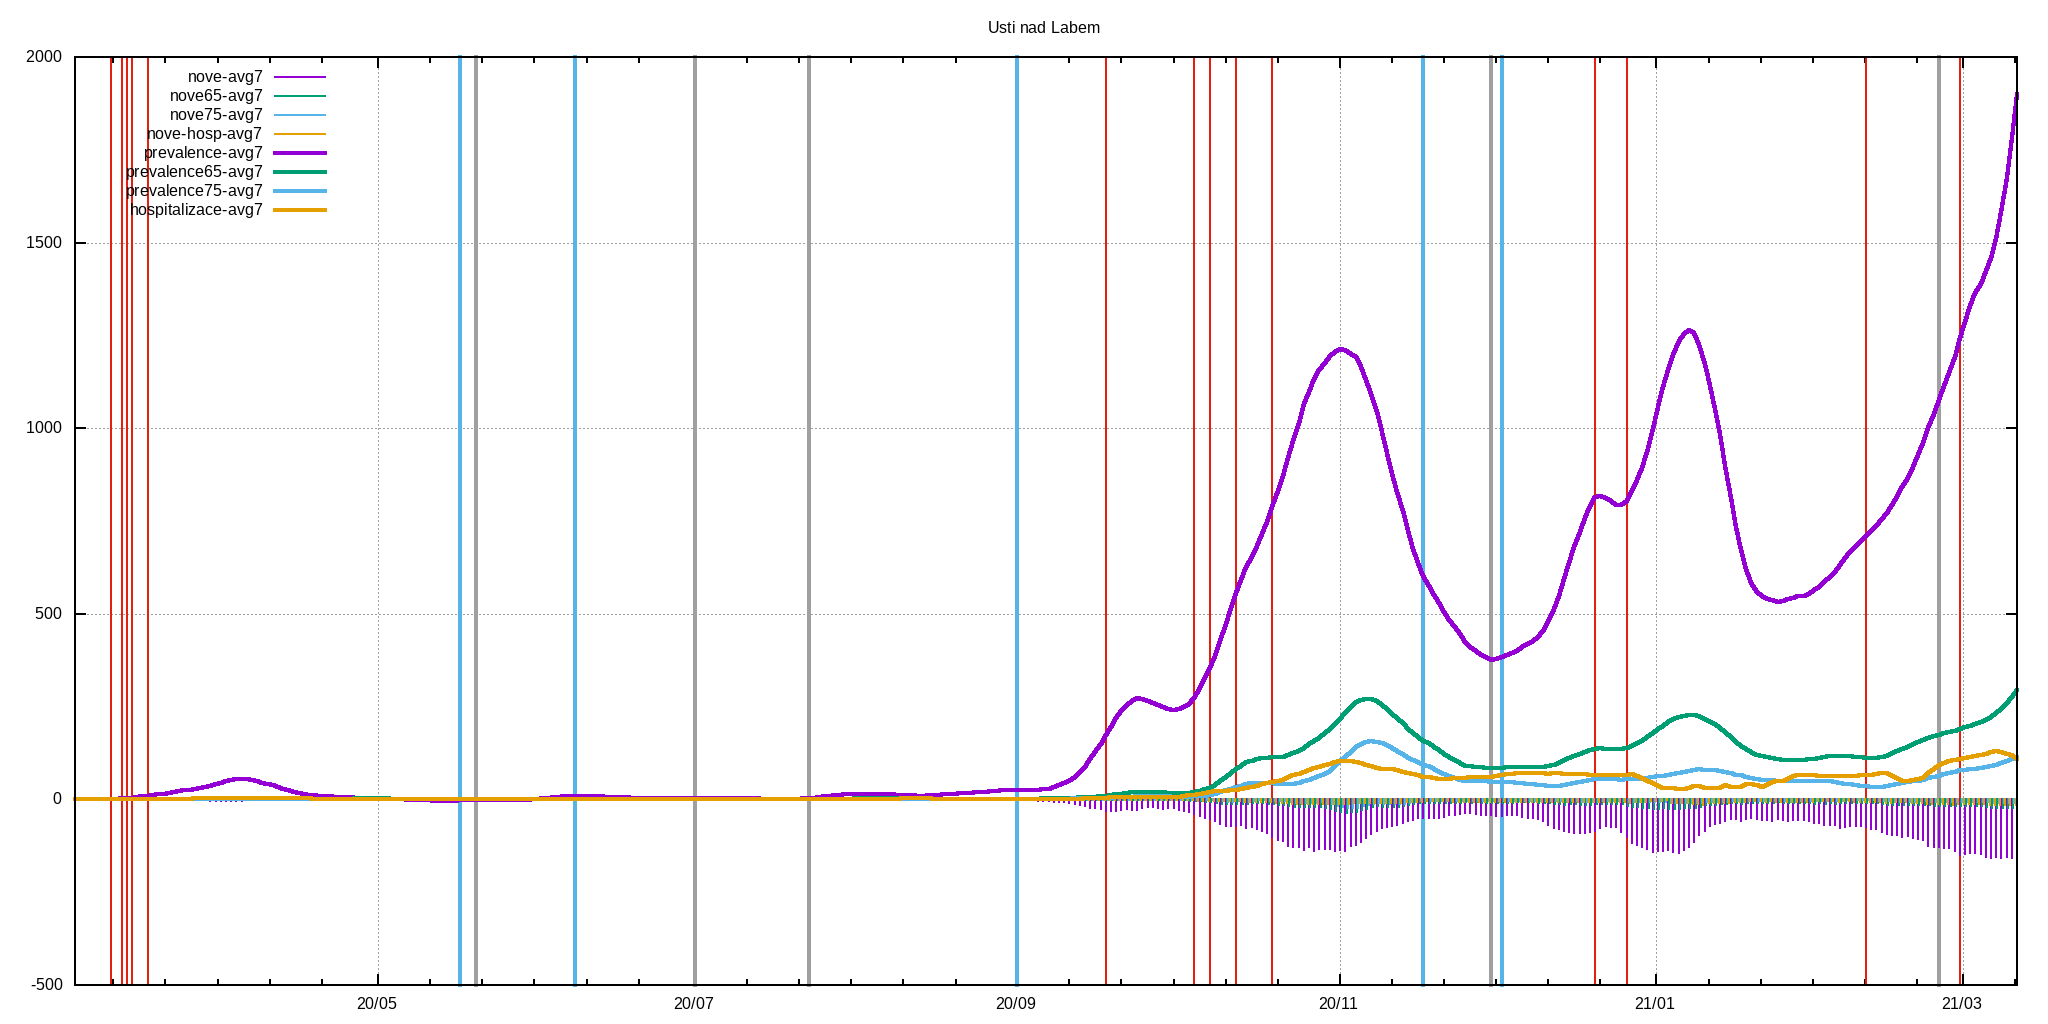 Usti nad Labem
2000
1500
1000
500
0
-500
nove-avg7
nove65-avg7
nove75-avg7
nove-hosp-avg7
prevalence-avg7
prevalence65-avg7
prevalence75-avg7
hospitalizace-avg7
20/05 20/07 20/09 20/11 21/01 21/03